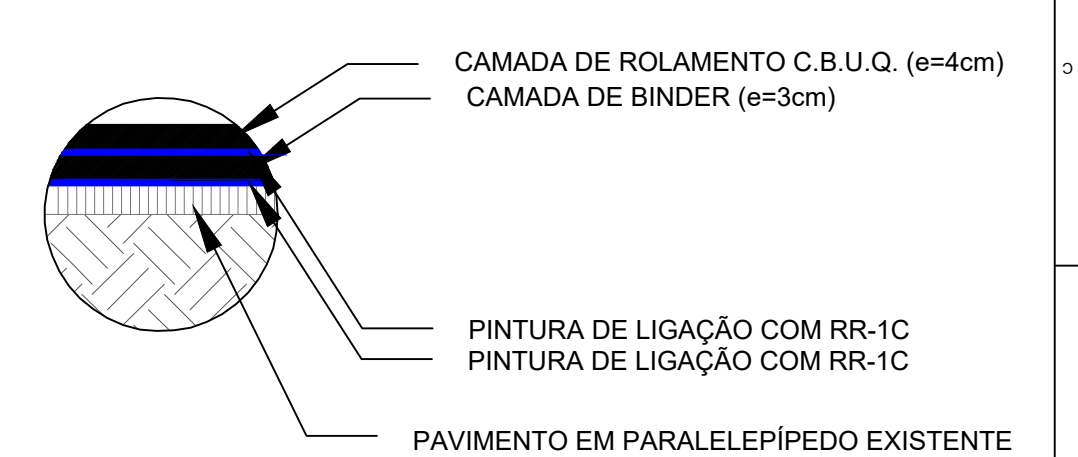 CAMADA DE ROLAMENTO C.B.U.Q. (e=4cm)
CAMADA DE BINDER (e=3cm)
PINTURA DE LIGAÇÃO COM RR-1C
PINTURA DE LIGAÇÃO COM RR-1C
PAVIMENTO EM PARALELEPÍPEDO EXISTENTE